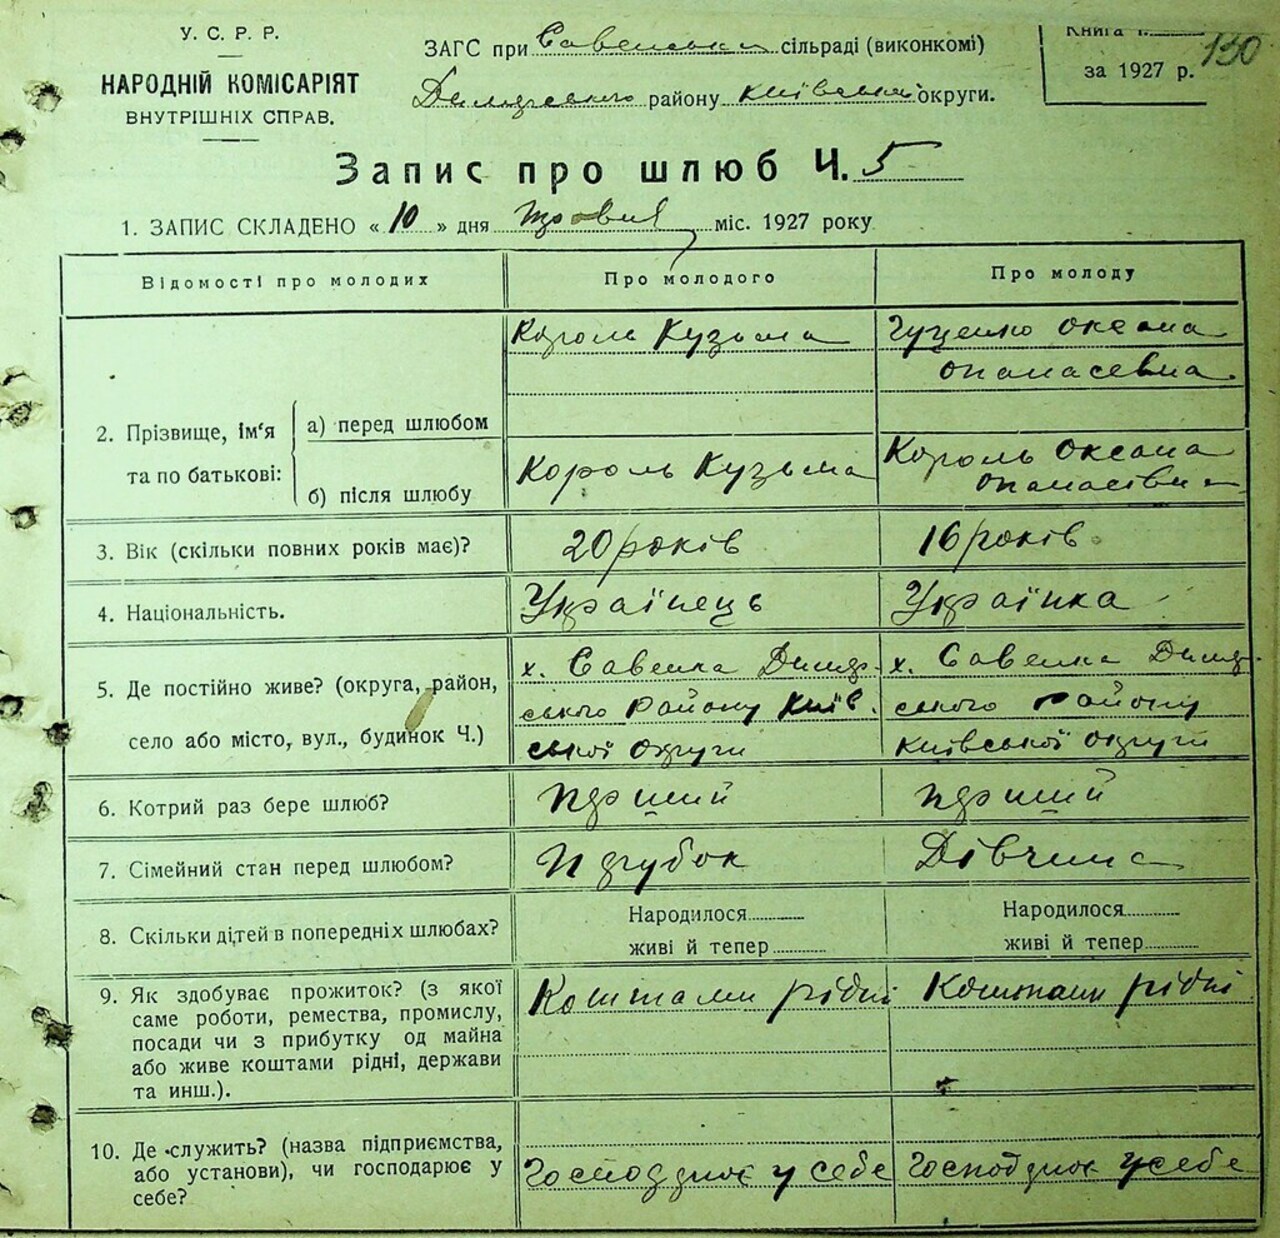 У. С. Р. Р.
НАРОДНІЙ КОМІСАРІЯТ
ВНУТРІШНІХ СПРАВ.
ЗАГС при Савенськи сільраді (виконкомі)
Димерського району Київської округи.
Книга
за 1927 р.
130
Запис про шлюб Ч. 5
1. ЗАПИС СКЛАДЕНО « 10 » дня міс. 1927 року
Відомості про молодих
Про молодого
Про молоду
2. Прізвище, ім'я та по батькові:
а) перед шлюбом
Король Кузьма
Гуценко Оксана
Опанасевна
б) після шлюбу
Король Кузьма
Король Оксана
Опанасівна
3. Вік (скільки повних років має)?
20 років
16 років
4. Національність.
Українець
Українка
5. Де постійно живе? (округа, район,
село або місто, вул., будинок Ч.)
х. Савенка Димер-
ського району Київ-
ської округи
х. Савенка Димер-
ського району
Київської округи
6. Котрий раз бере шлюб?
перший
перший
7. Сімейний стан перед шлюбом?
Парубок
Дівчина
8. Скільки дітей в попередніх шлюбах?
Народилося
живі й тепер
Народилося
живі й тепер
9. Як здобуває прожиток? (з якої
саме роботи, ремества, промислу,
посади чи з прибутку од майна
або живе коштами рідні, держави
та инш.).
Коштами рідні
Коштами рідні
10. Де служить? (назва підприємства,
або установи), чи господарює у
себе?
Господарює у себе
Господарює у себе